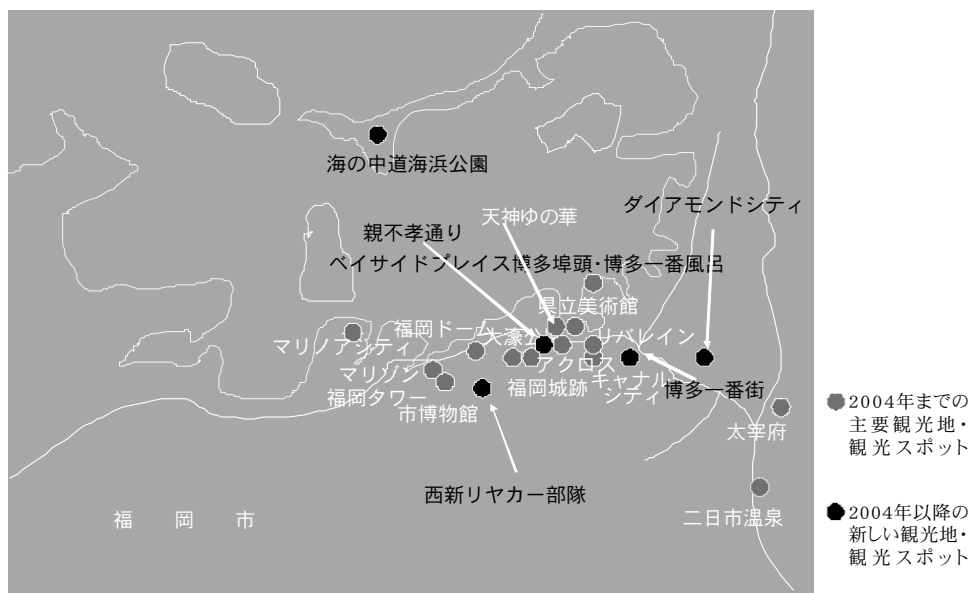 海の中道海浜公園
ダイアモンドシティ
天神ゆの華
親不孝通り
ベイサイドプレイス博多埠頭・博多一番風呂
県立美術館
福岡ドーム
大濠公
リバレイン
マリノアシティ
アクロス
マリゾン
キャナル
シティ
福岡城跡
博多一番街
福岡タワー
市博物館
太宰府
西新リヤカー部隊
福岡市
二日市温泉
2004年までの
主要観光地・
観光スポット
2004年以降の
新しい観光地・
観光スポット